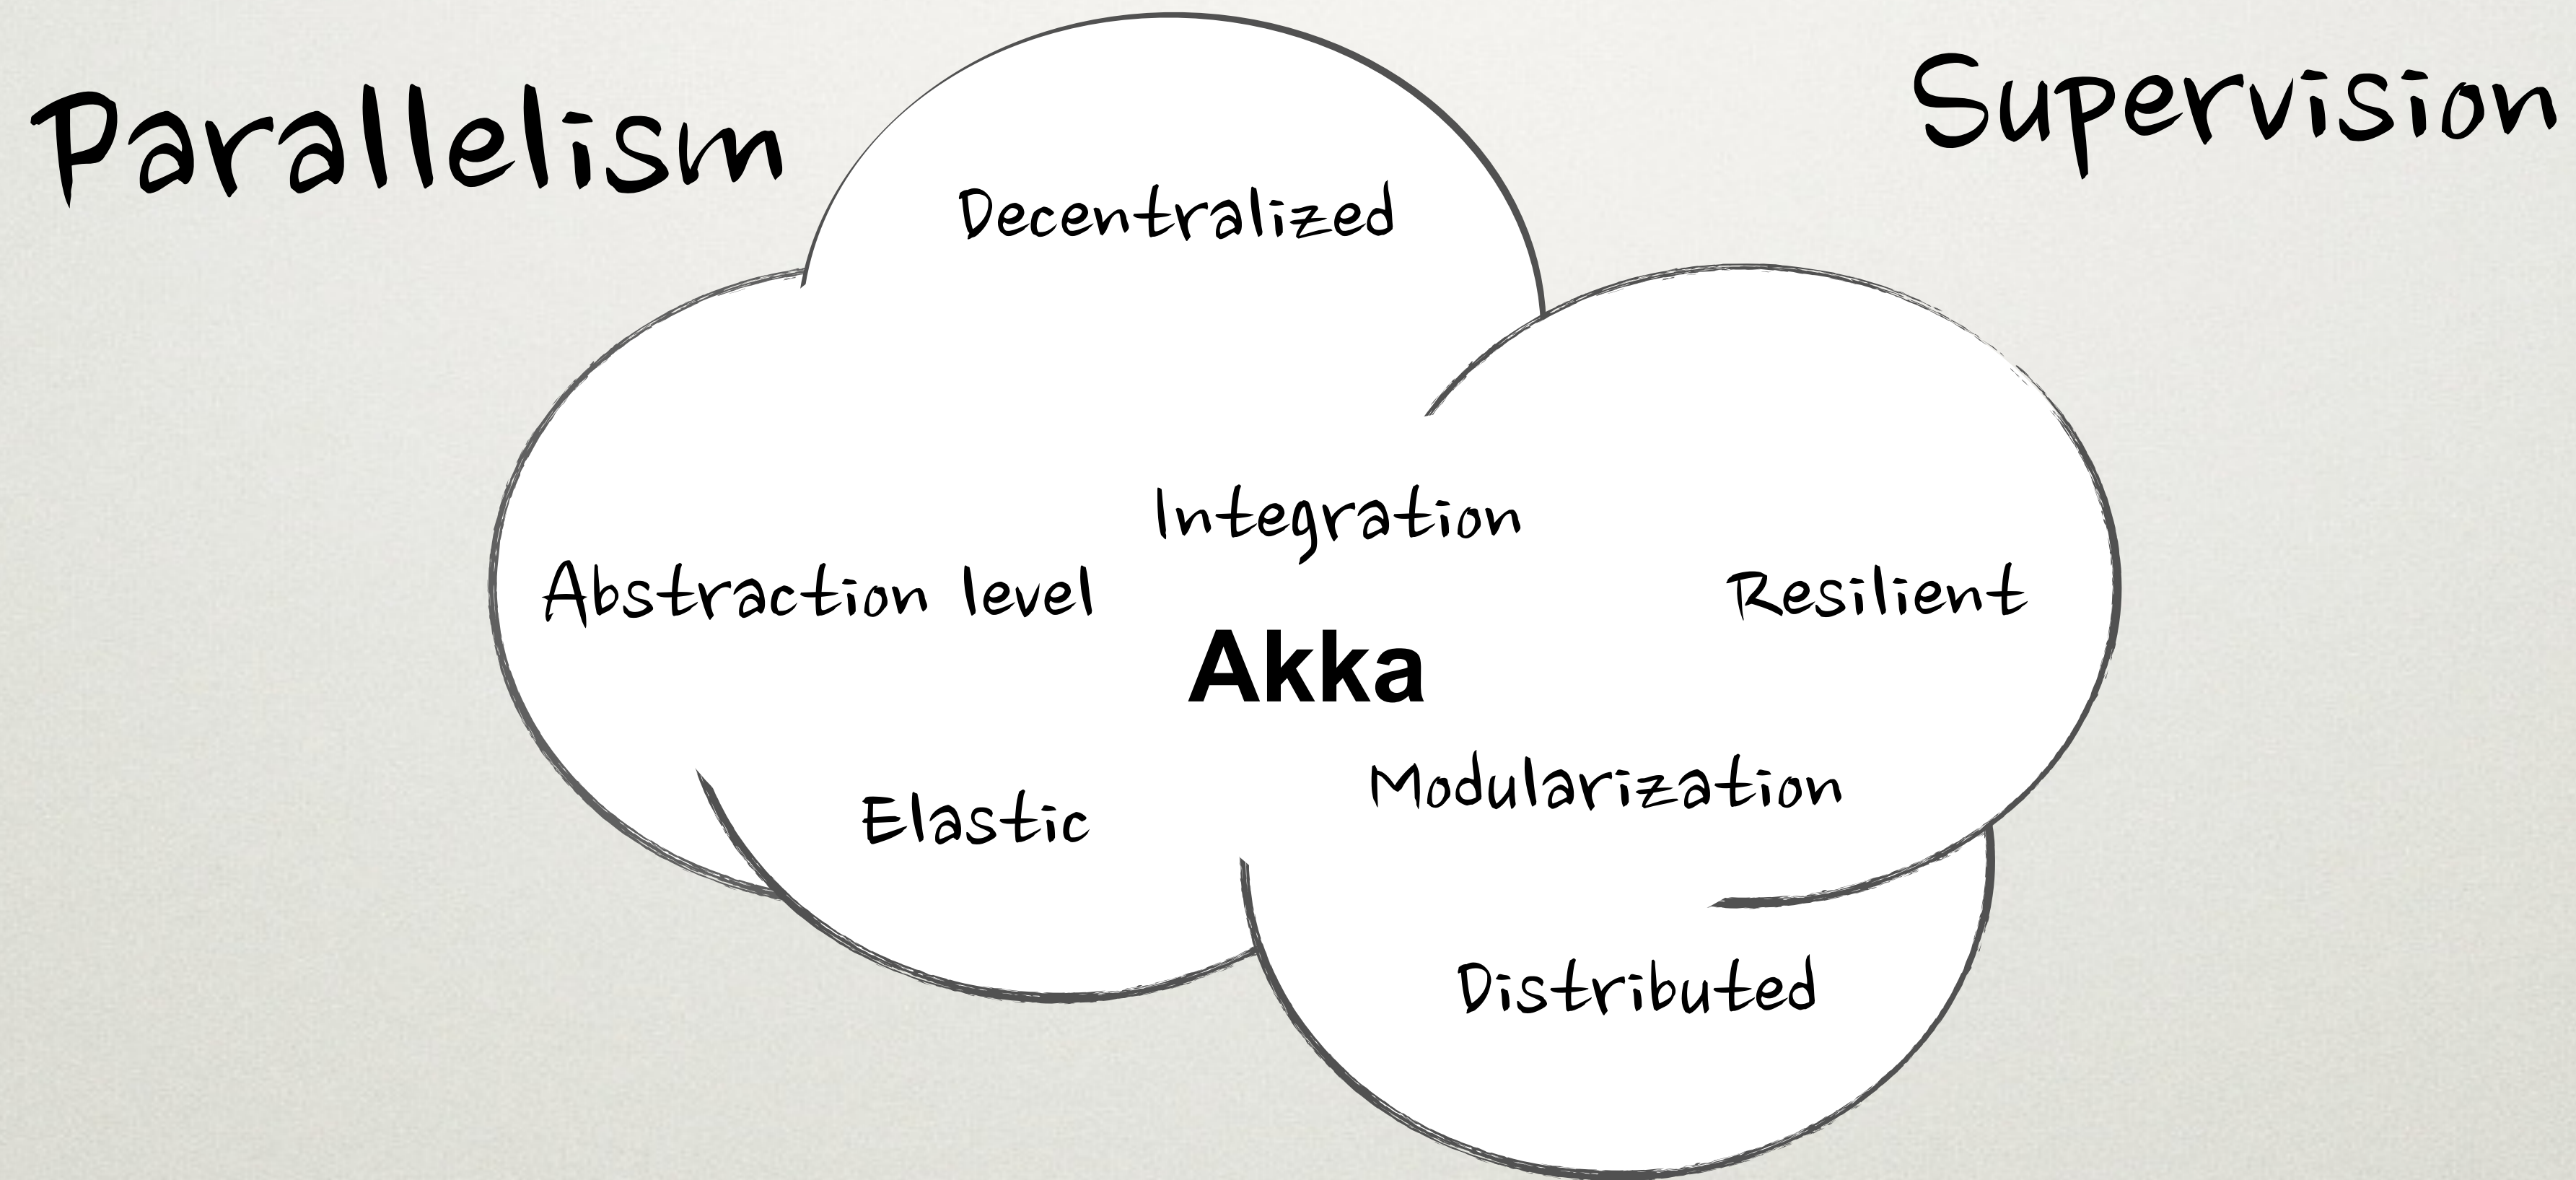 Parallelism
Supervision
Decentralized
Integration
Abstraction level
Resilient
Akka
Modularization
Elastic
Distributed